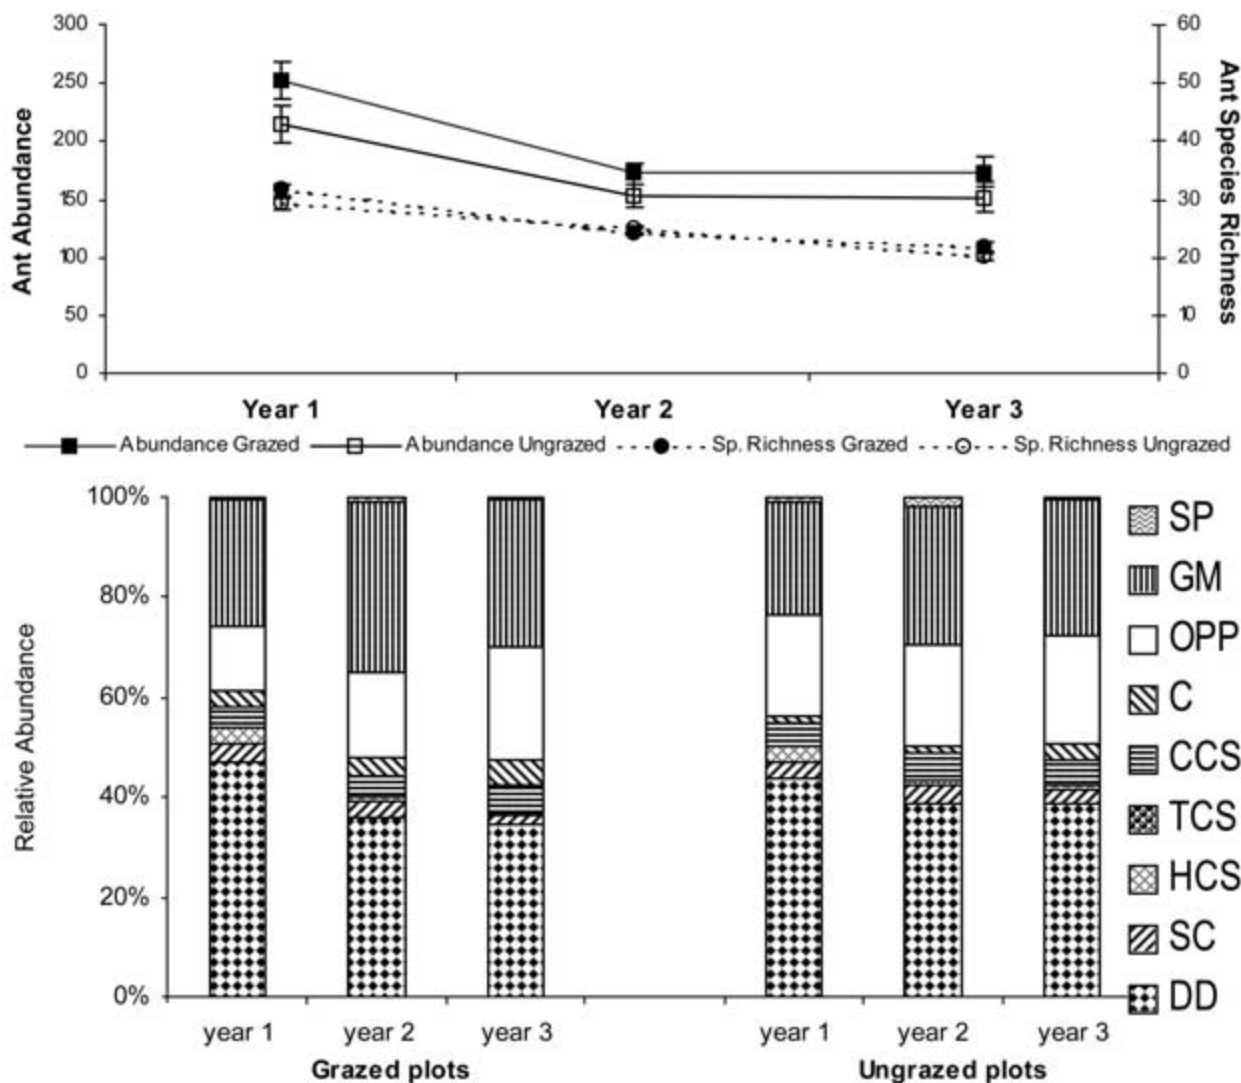 300
250
200
150
100
50
0
Ant Abundance
60
50
40
30
20
10
0
Ant Species Richness
Year 1 Year 2 Year 3
Abundance Grazed Abundance Ungrazed Sp. Richness Grazed Sp. Richness Ungrazed
100%
80%
60%
40%
20%
0%
Relative Abundance
SP
GM
OPP
C
CCS
TCS
HCS
SC
DD
year 1 year 2 year 3 year 1 year 2 year 3
Grazed plots Ungrazed plots